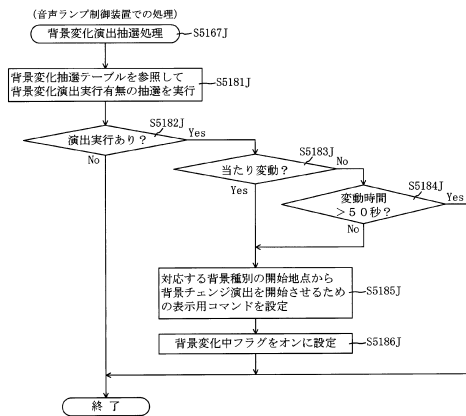 (音声ランプ制御装置での処理)
背景変化演出抽選処理
S5167J
背景変化抽選テーブルを参照して
背景変化演出実行有無の抽選を実行
S5181J
演出実行あり?
S5182J
Yes
No
当たり変動?
S5183J
No
Yes
変動時間
>50秒?
S5184J
Yes
No
対応する背景種別の開始地点から
背景チェンジ演出を開始させるため
の表示用コマンドを設定
S5185J
背景変化中フラグをオンに設定
S5186J
終了